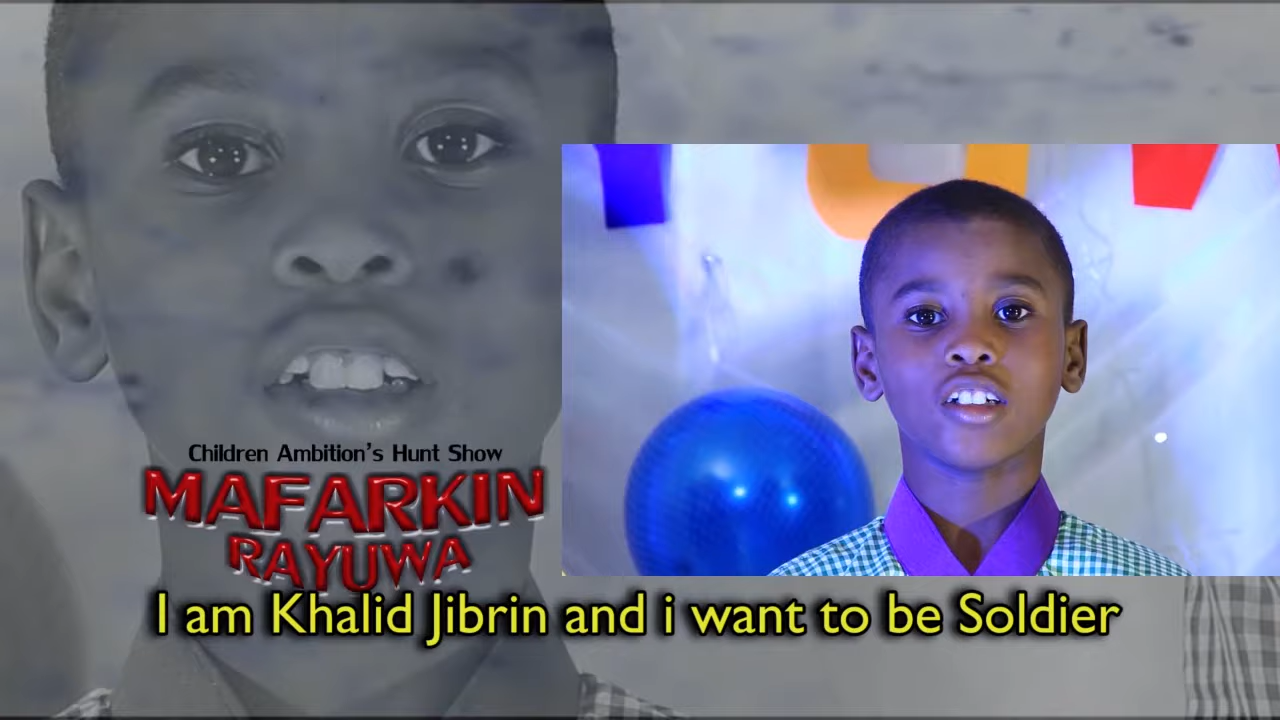 Children Ambition's Hunt Show
MAFARKIN
RAYUWA
I am Khalid Jibrin and i want to be Soldier